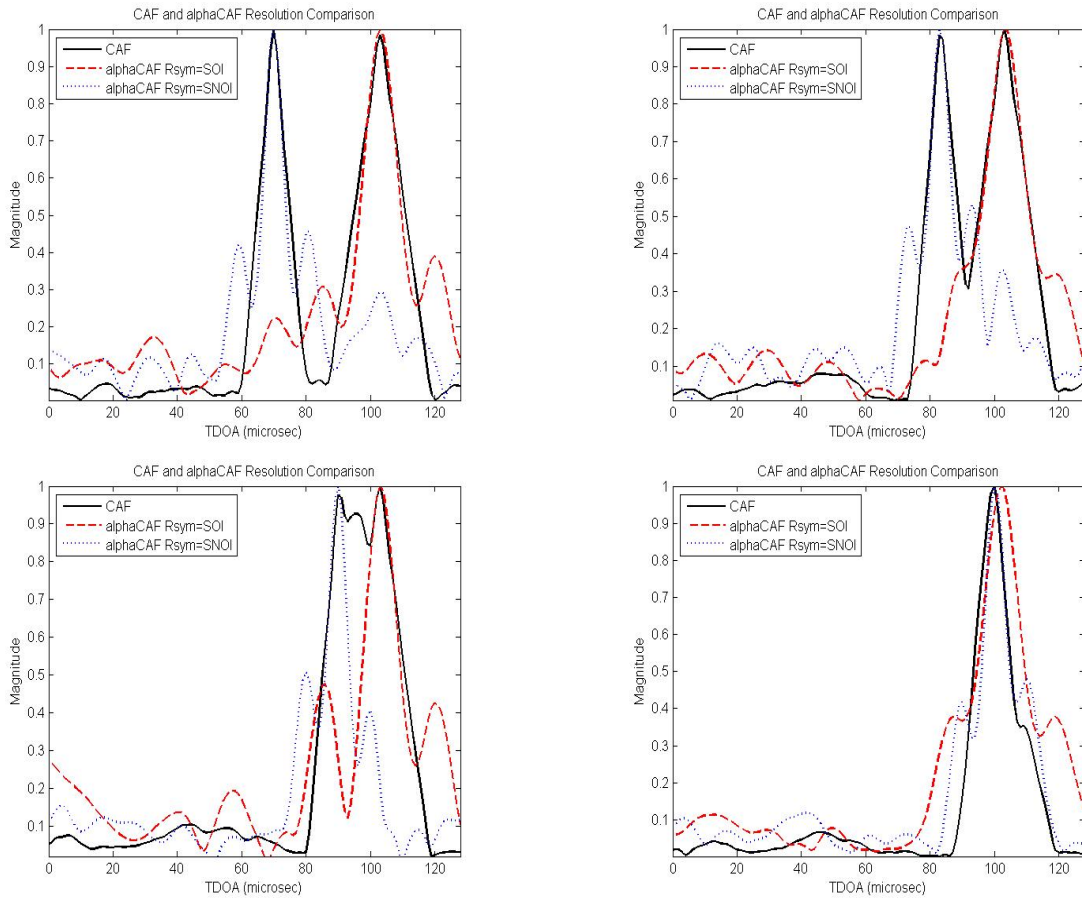 CAF and alphaCAF Resolution Comparison
1
0.9
0.8
0.7
0.6
0.5
0.4
0.3
0.2
0.1
Magnitude
CAF
alphaCAF Rsym=SOI
alphaCAF Rsym=SNOI
0
20
40
60
80
100
120
TDOA (microsec)
CAF and alphaCAF Resolution Comparison
1
0.9
0.8
0.7
0.6
0.5
0.4
0.3
0.2
0.1
Magnitude
CAF
alphaCAF Rsym=SOI
alphaCAF Rsym=SNOI
0
20
40
60
80
100
120
TDOA (microsec)
CAF and alphaCAF Resolution Comparison
1
0.9
0.8
0.7
0.6
0.5
0.4
0.3
0.2
0.1
Magnitude
CAF
alphaCAF Rsym=SOI
alphaCAF Rsym=SNOI
0
20
40
60
80
100
120
TDOA (microsec)
CAF and alphaCAF Resolution Comparison
1
0.9
0.8
0.7
0.6
0.5
0.4
0.3
0.2
0.1
Magnitude
CAF
alphaCAF Rsym=SOI
alphaCAF Rsym=SNOI
0
20
40
60
80
100
120
TDOA (microsec)